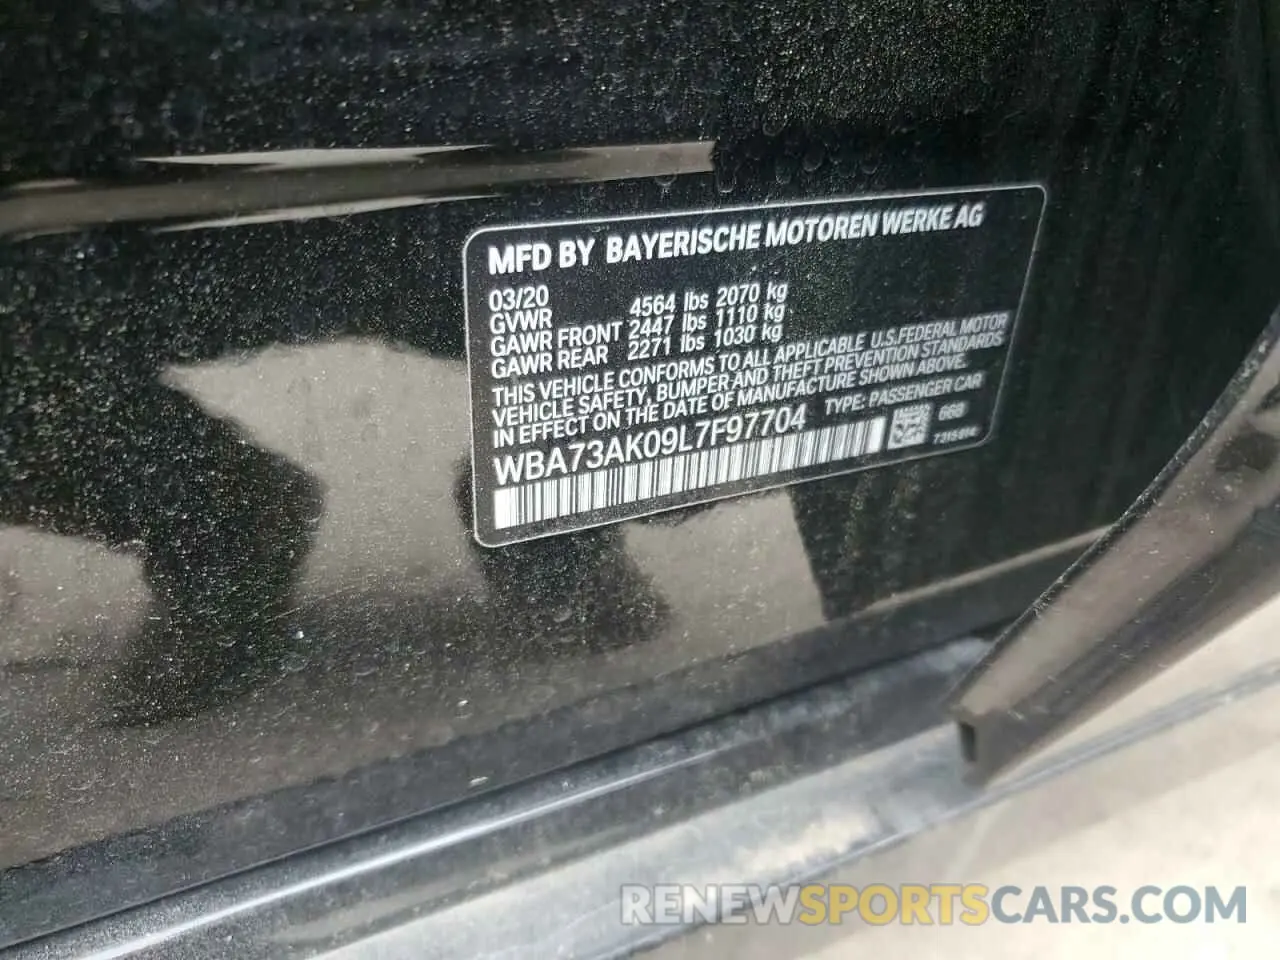 MFD BY BAYERISCHE MOTOREN WERKE AG
03/20
GVWR 4564 lbs 2070 kg
GAWR FRONT 2447 lbs 1110 kg
GAWR REAR 2271 lbs 1030 kg
THIS VEHICLE CONFORMS TO ALL APPLICABLE U.S. FEDERAL MOTOR
VEHICLE SAFETY, BUMPER AND THEFT PREVENTION STANDARDS
IN EFFECT ON THE DATE OF MANUFACTURE SHOWN ABOVE.
WBA73AK09L7F97704 TYPE: PASSENGER CAR
668
RENEWSPORTSCARS.COM